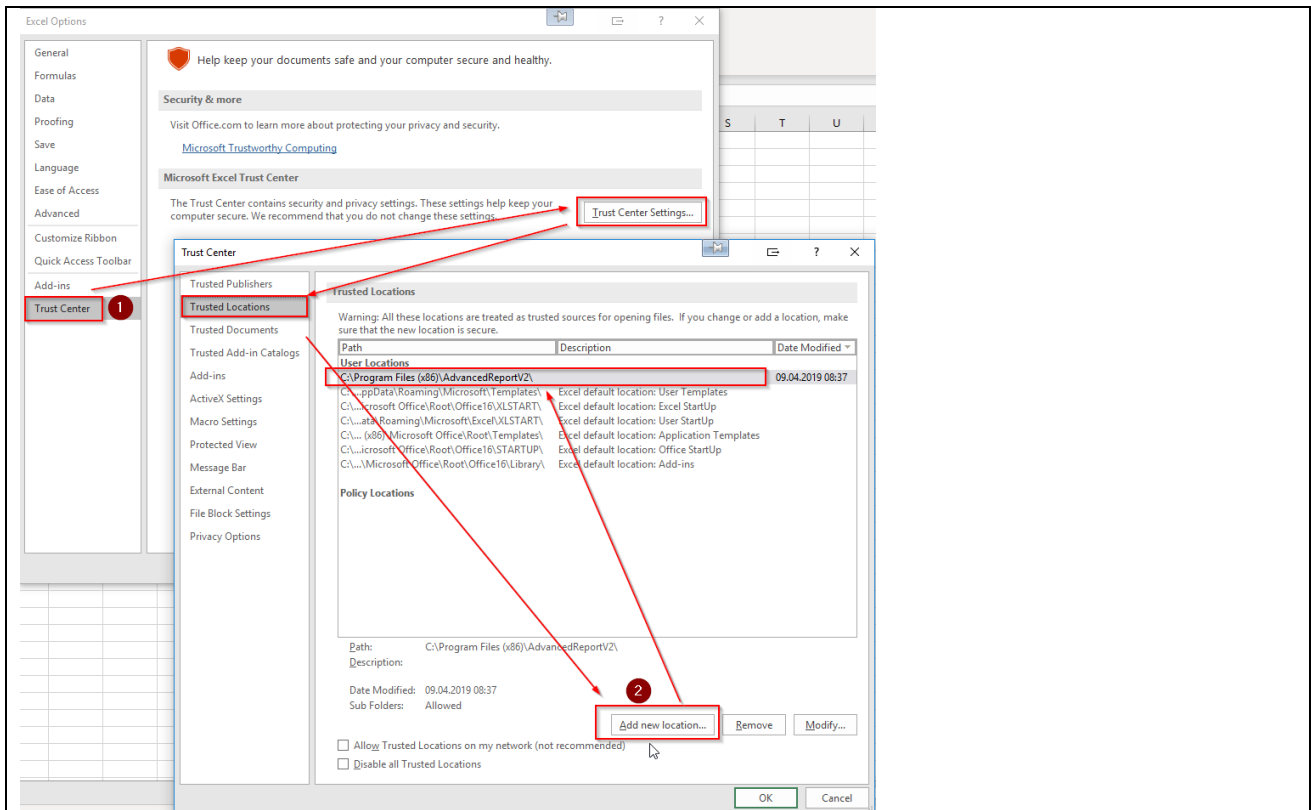 Excel Options
?
General
Formulas
Data
Proofing
Save
Language
Ease of Access
Advanced
Customize Ribbon
Quick Access Toolbar
Add-ins
Trust Center
1
Help keep your documents safe and your computer secure and healthy.
Security & more
Visit Office.com to learn more about protecting your privacy and security.
Microsoft Trustworthy Computing
Microsoft Excel Trust Center
The Trust Center contains security and privacy settings. These settings help keep your
computer secure. We recommend that you do not change these settings.
Trust Center Settings...
S T U
Trust Center
?
Trusted Publishers
Trusted Locations
Trusted Documents
Trusted Add-in Catalogs
Add-ins
ActiveX Settings
Macro Settings
Protected View
Message Bar
External Content
File Block Settings
Privacy Options
Trusted Locations
Warning: All these locations are treated as trusted sources for opening files. If you change or add a location, make
sure that the new location is secure.
Path Description Date Modified
User Locations
C:\Program Files (x86)\AdvancedReportV2\ 09.04.2019 08:37
C:\...ppData\Roaming\Microsoft\Templates\ Excel default location: User Templates
C:\...icrosoft Office\Root\Office16\XLSTART\ Excel default location: Excel StartUp
C:\...ata\Roaming\Microsoft\Excel\XLSTART\ Excel default location: User StartUp
C:\... (x86)\Microsoft Office\Root\Templates\ Excel default location: Application Templates
C:\...icrosoft Office\Root\Office16\STARTUP\ Excel default location: Office StartUp
C:\...\Microsoft Office\Root\Office16\Library\ Excel default location: Add-ins
Policy Locations
Path: C:\Program Files (x86)\AdvancedReportV2\
Description:
Date Modified: 09.04.2019 08:37
Sub Folders: Allowed
2
Add new location... Remove Modify...
Allow Trusted Locations on my network (not recommended)
Disable all Trusted Locations
OK Cancel